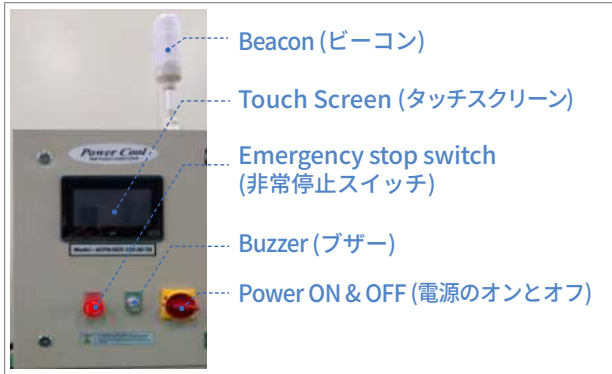 Beacon (ビーコン)
Touch Screen (タッチスクリーン)
Power Cool
Emergency stop switch
(非常停止スイッチ)
Buzzer (ブザー)
Power ON & OFF (電源のオンとオフ)